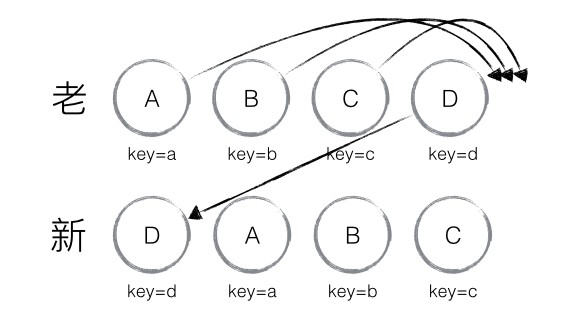 老 A B C D
key=a key=b key=c key=d
新 D A B C
key=d key=a key=b key=c